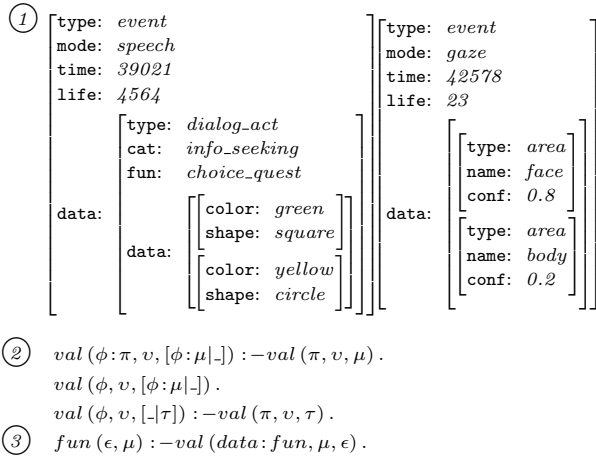 ①
type: event
mode: speech
time: 39021
life: 4564
data:
type: dialog_act
cat: info_seeking
fun: choice_quest
data:
color: green
shape: square
color: yellow
shape: circle
type: event
mode: gaze
time: 42578
life: 23
data:
type: area
name: face
conf: 0.8
type: area
name: body
conf: 0.2
② val (ϕ:π, υ, [ϕ:μ|_]) :−val (π, υ, μ) .
val (ϕ, υ, [ϕ:μ|_]) .
val (ϕ, υ, [_|τ]) :−val (π, υ, τ) .
③ fun (ϵ, μ) :−val (data:fun, μ, ϵ) .